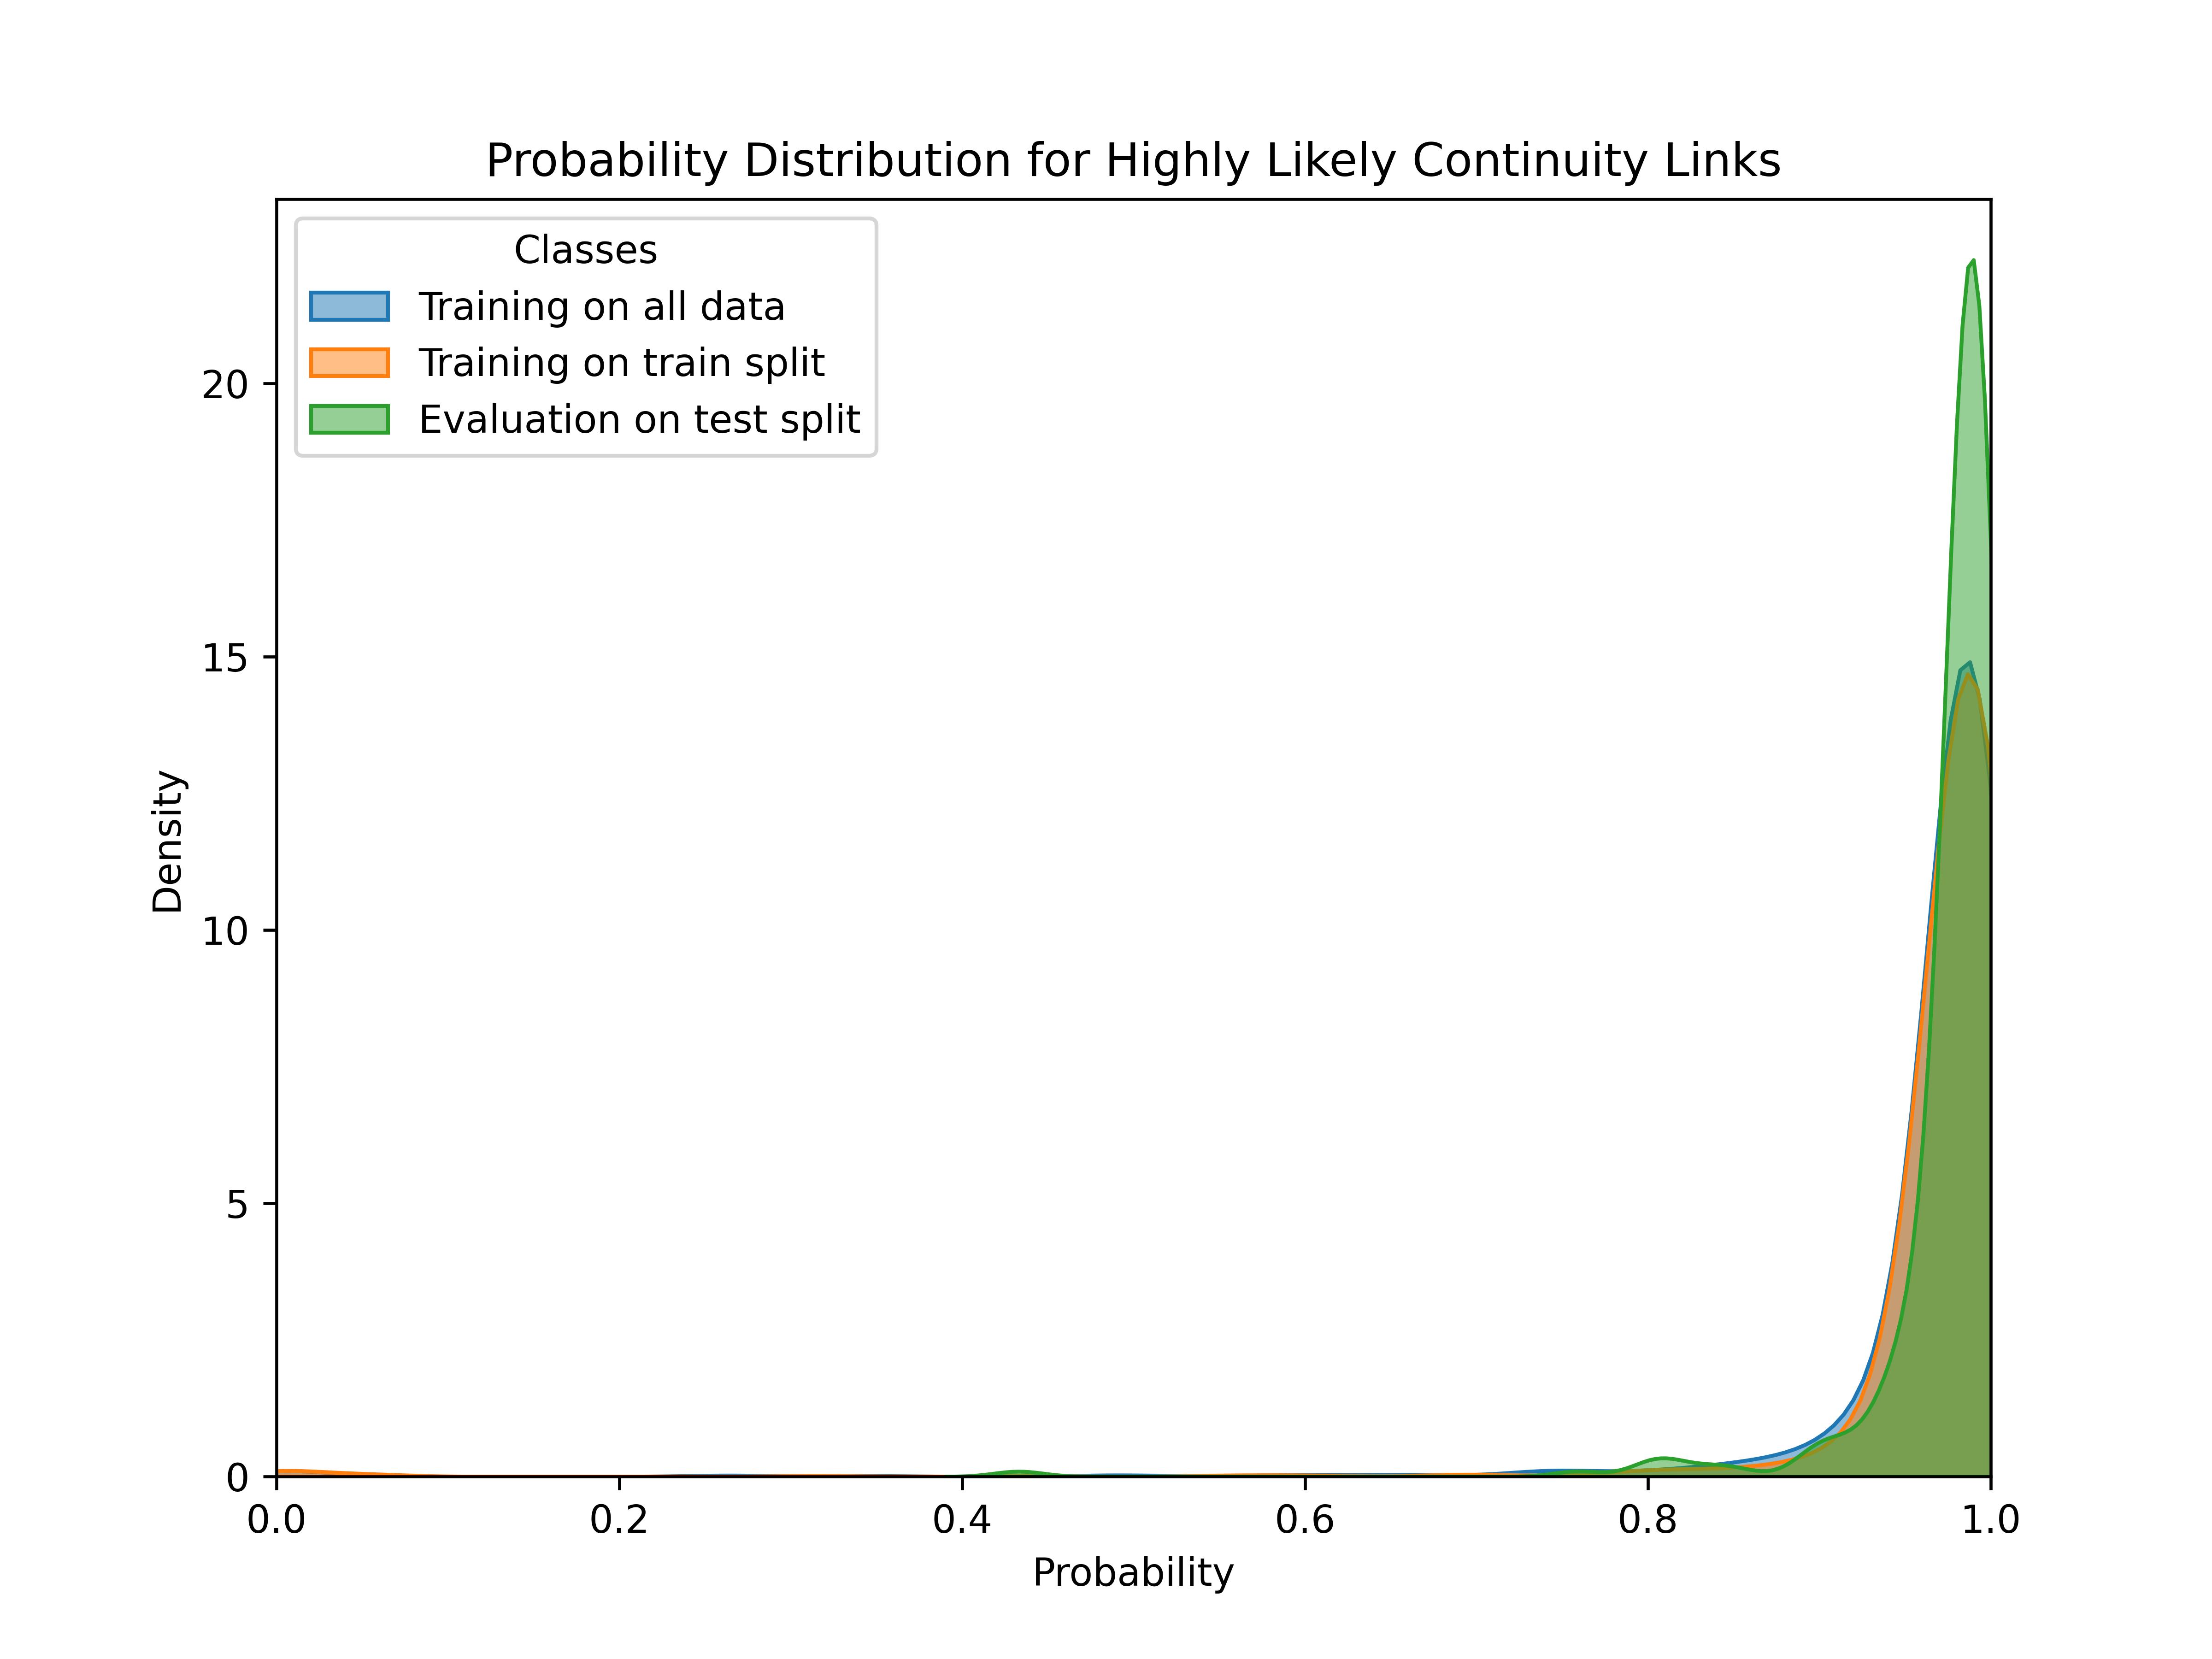 Probability Distribution for Highly Likely Continuity Links
Classes
Training on all data
Training on train split
Evaluation on test split
20
15
10
5
0
Density
0.0 0.2 0.4 0.6 0.8 1.0
Probability